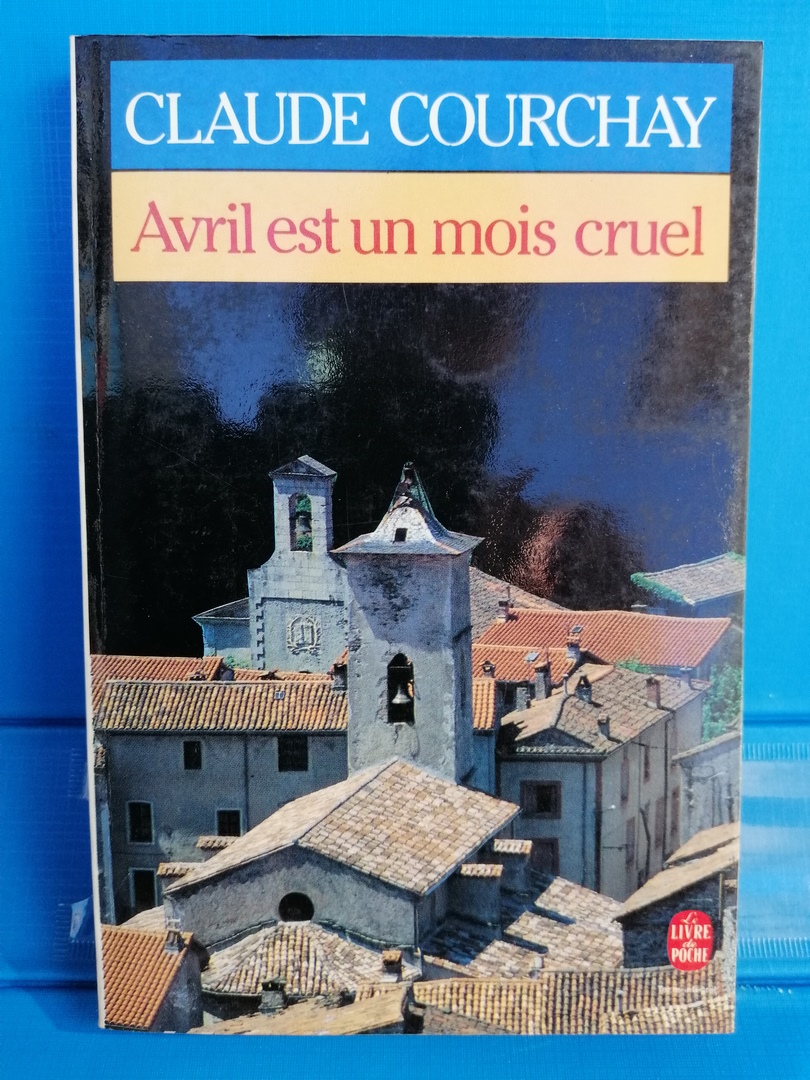 CLAUDE COURCHAY
Avril est un mois cruel
Le
LIVRE
de
POCHE